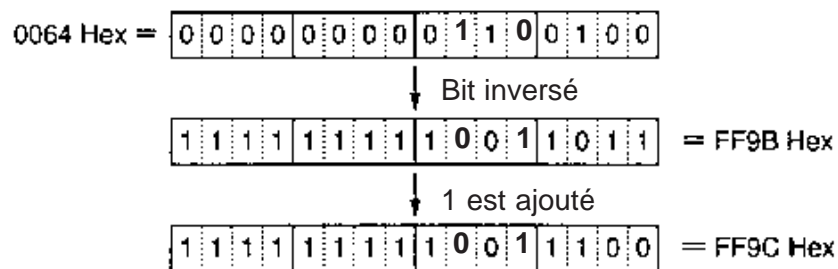 0064 Hex = 0 0 0 0 0 0 0 0 0 1 1 0 0 1 0 0
Bit inversé
1 1 1 1 1 1 1 1 1 0 0 1 1 0 1 1 = FF9B Hex
1 est ajouté
1 1 1 1 1 1 1 1 1 0 0 1 1 1 0 0 = FF9C Hex